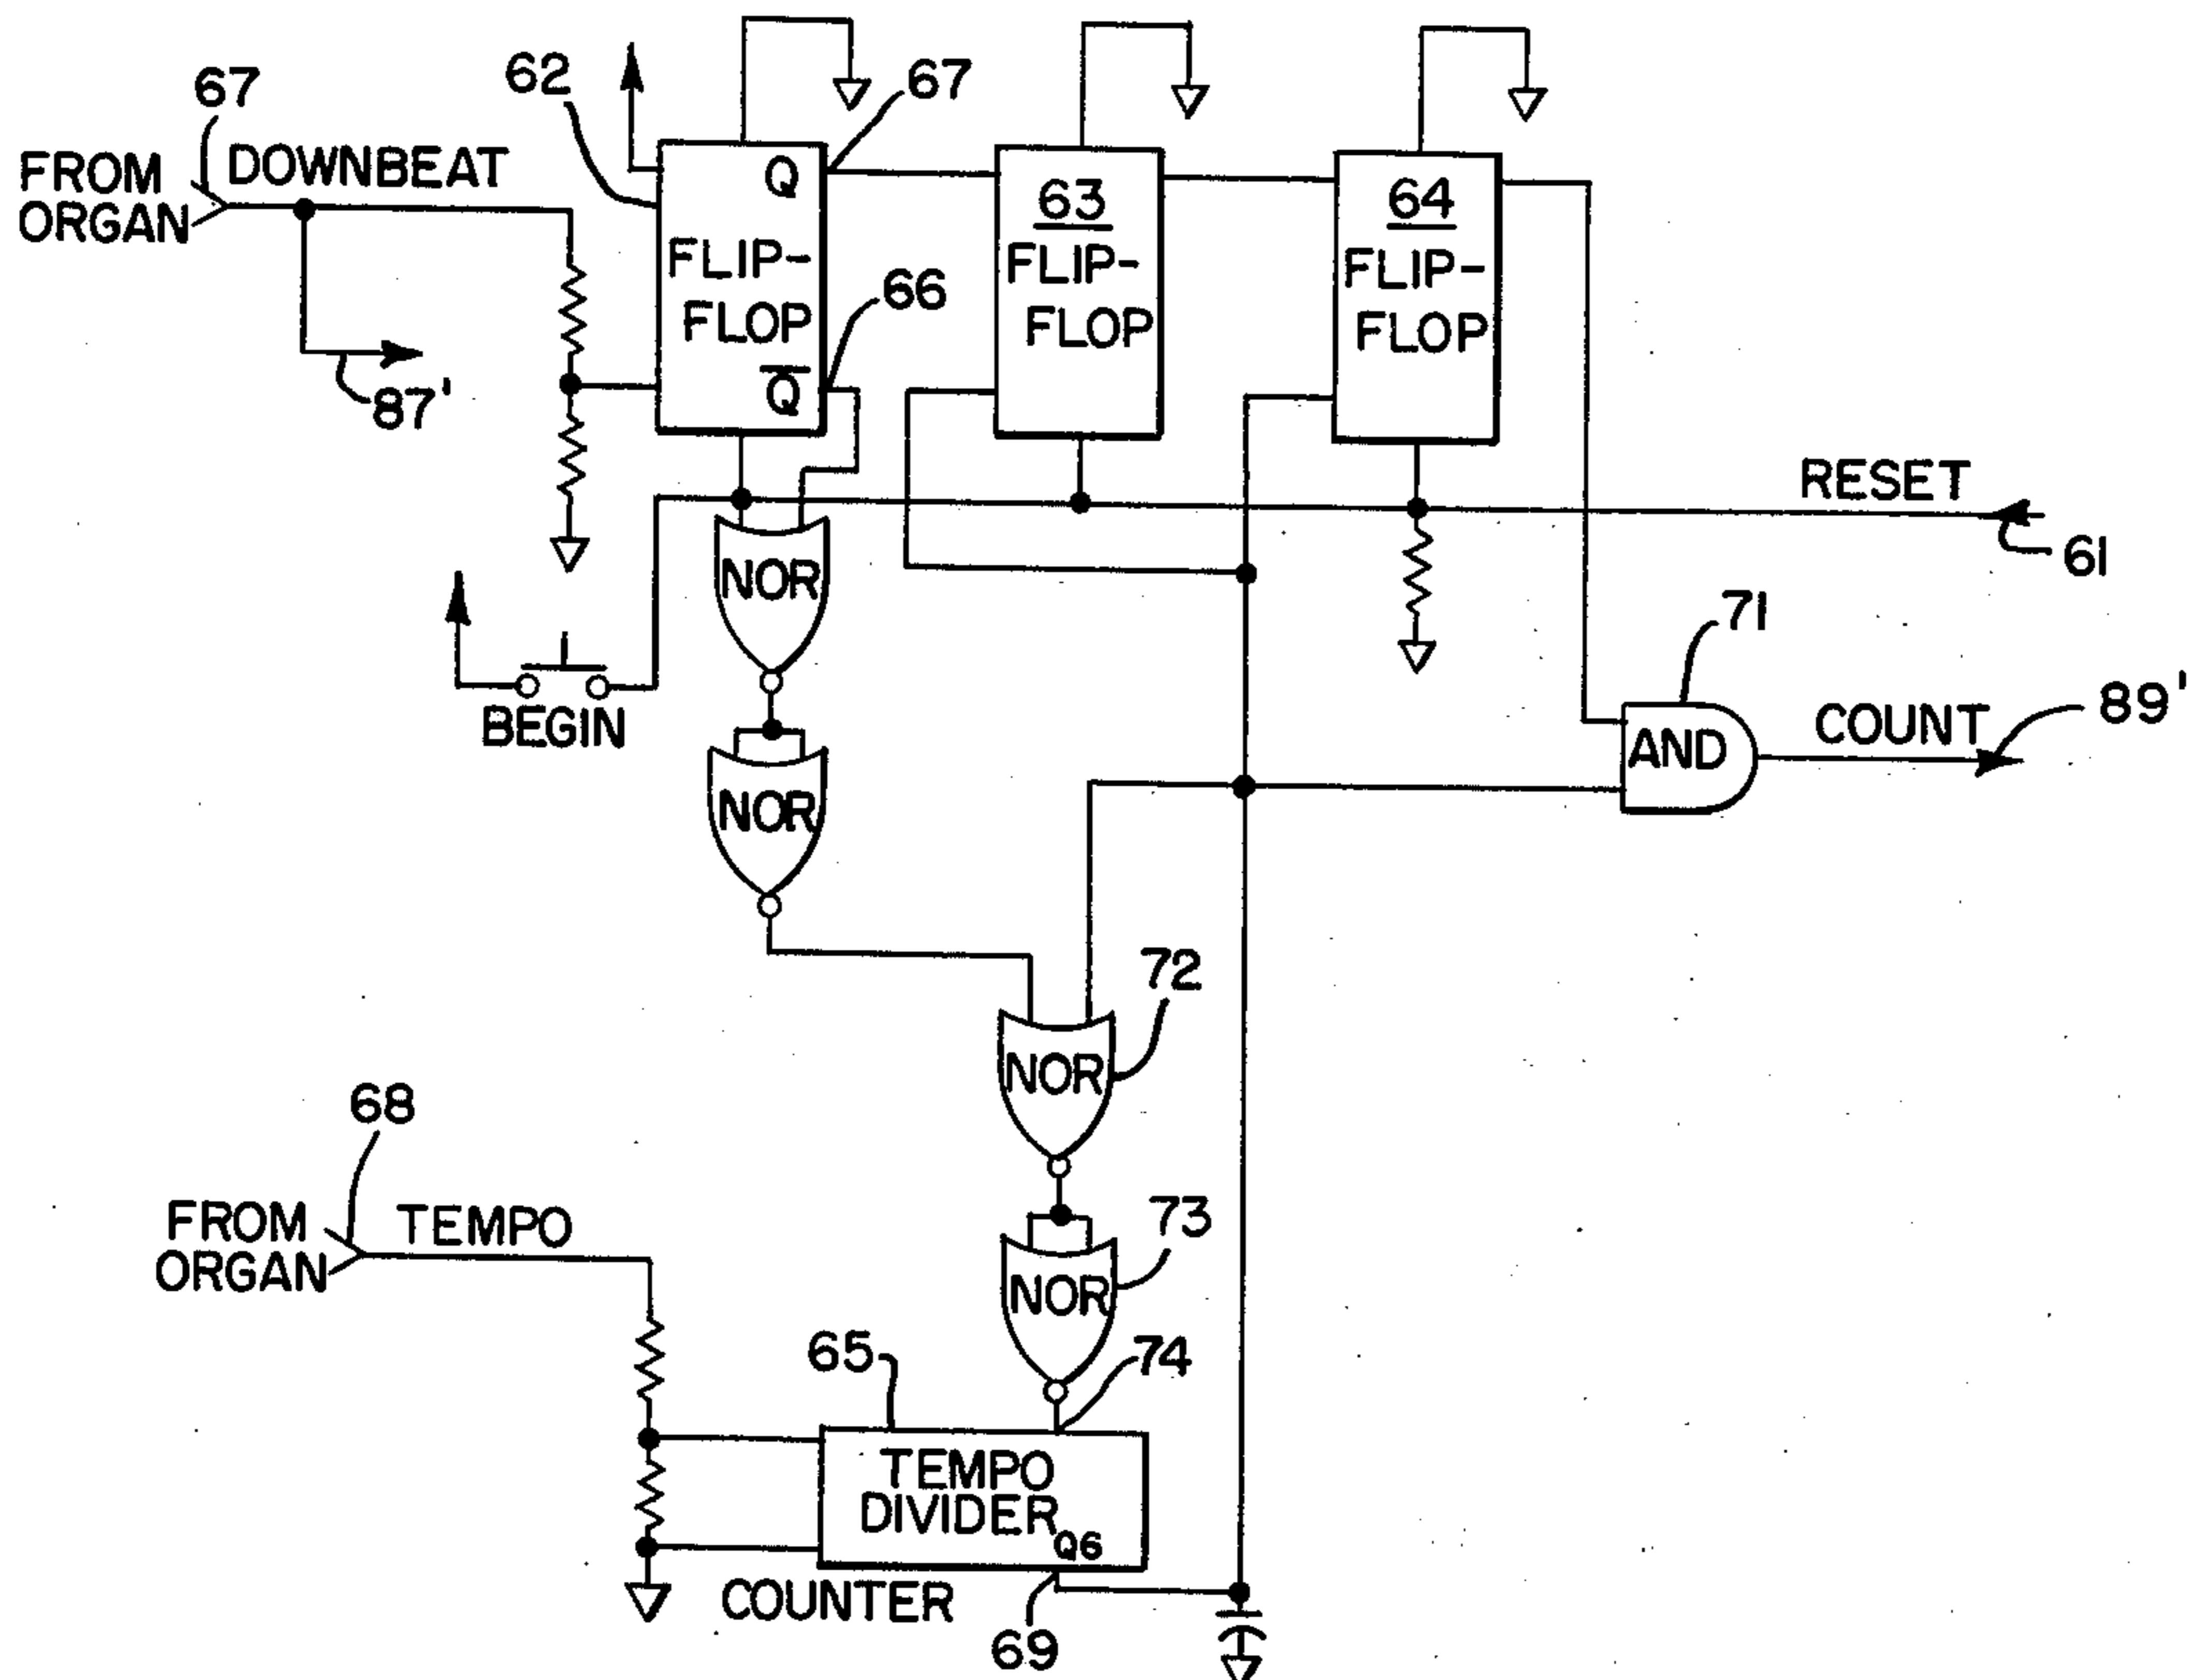 67
62
67
FROM
ORGAN
DOWNBEAT
Q
63
64
FLIP-
FLOP
FLIP-
FLOP
FLIP-
FLOP
66
Q̅
87'
RESET
61
NOR
71
BEGIN
AND
COUNT
89'
NOR
72
NOR
68
FROM
ORGAN
TEMPO
73
NOR
65
74
TEMPO
DIVIDER
Q6
COUNTER
69